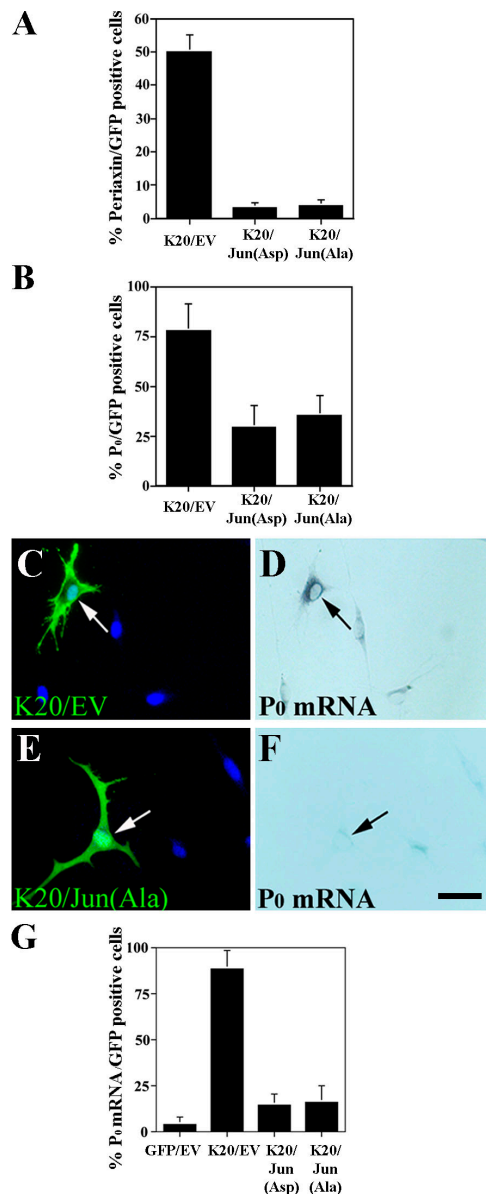 A
% Periaxin/GFP positive cells
60
50
40
30
20
10
0
K20/EV
K20/
Jun(Asp)
K20/
Jun(Ala)
B
% P₀/GFP positive cells
100
75
50
25
0
K20/EV
K20/
Jun(Asp)
K20/
Jun(Ala)
C
K20/EV
D
P₀ mRNA
E
K20/Jun(Ala)
F
P₀ mRNA
G
% P₀ mRNA/GFP positive cells
100
75
50
25
0
GFP/EV
K20/EV
K20/
Jun
(Asp)
K20/
Jun
(Ala)